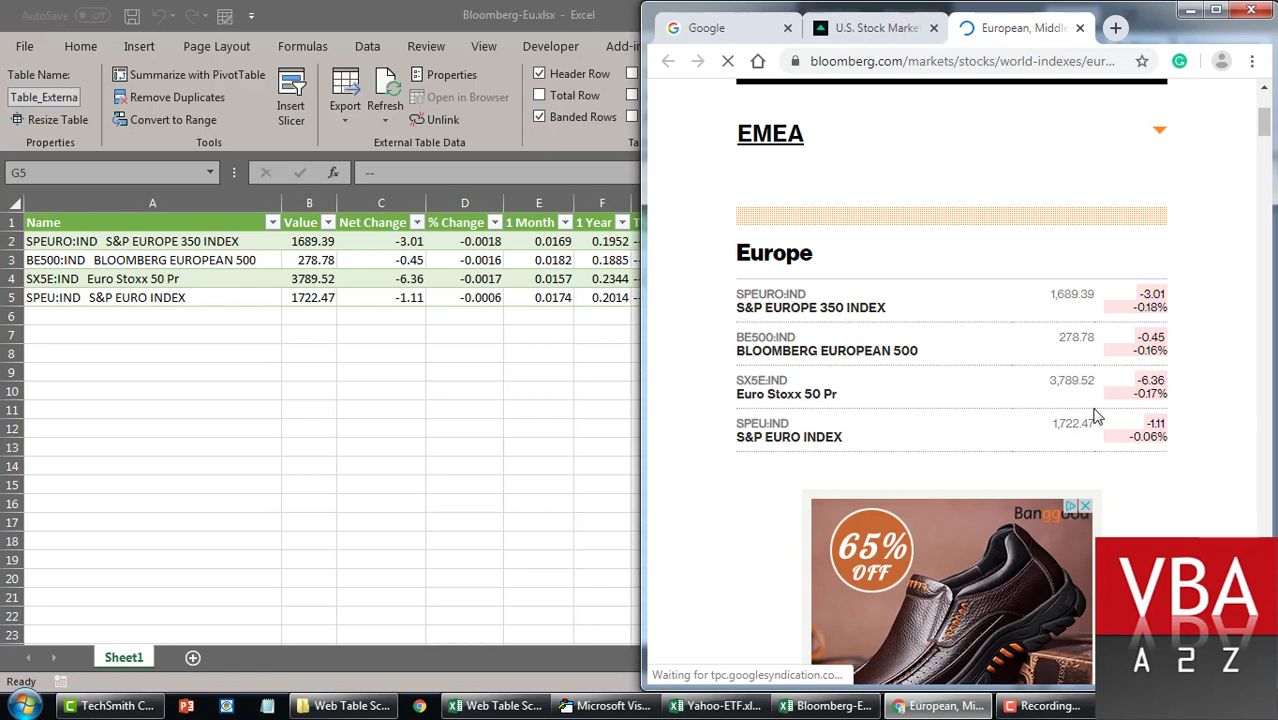 AutoSave Off Bloomberg-Eu.xlsx - Excel
File Home Insert Page Layout Formulas Data Review View Developer Add-in
Table Name:
Table_Externa
Resize Table
Properties
Summarize with PivotTable
Remove Duplicates
Convert to Range
Insert
Slicer
Tools
Export
Refresh
Properties
Open in Browser
Unlink
External Table Data
Header Row
Total Row
Banded Rows
G5 fx --
A B C D E F
1 Name Value Net Change % Change 1 Month 1 Year T
2 SPEURO:IND S&P EUROPE 350 INDEX 1689.39 -3.01 -0.0018 0.0169 0.1952 --
3 BE500:IND BLOOMBERG EUROPEAN 500 278.78 -0.45 -0.0016 0.0182 0.1885 --
4 SX5E:IND Euro Stoxx 50 Pr 3789.52 -6.36 -0.0017 0.0157 0.2344 --
5 SPEU:IND S&P EURO INDEX 1722.47 -1.11 -0.0006 0.0174 0.2014 --
6
7
8
9
10
11
12
13
14
15
16
17
18
19
20
21
22
23
Sheet1
Ready
Google U.S. Stock Market European, Middle
bloomberg.com/markets/stocks/world-indexes/eur...
EMEA
Europe
SPEURO:IND 1,689.39 -3.01
S&P EUROPE 350 INDEX -0.18%
BE500:IND 278.78 -0.45
BLOOMBERG EUROPEAN 500 -0.16%
SX5E:IND 3,789.52 -6.36
Euro Stoxx 50 Pr -0.17%
SPEU:IND 1,722.47 -1.11
S&P EURO INDEX -0.06%
Banggood
65%
OFF
Waiting for tpc.googlesyndication.co...
VBA
A 2 Z
TechSmith C... Web Table Sc... Web Table Sc... Microsoft Vis... Yahoo-ETF.xl... Bloomberg-E... European, Mi... Recording...